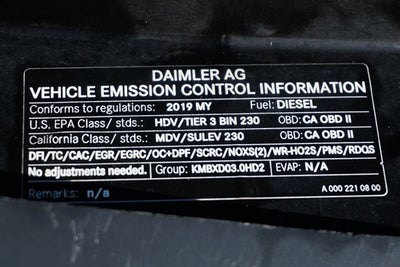 DAIMLER AG
VEHICLE EMISSION CONTROL INFORMATION
Conforms to regulations: 2019 MY Fuel: DIESEL
U.S. EPA Class/ stds.: HDV/TIER 3 BIN 230 OBD: CA OBD II
California Class/ stds.: MDV/SULEV 230 OBD: CA OBD II
DFI/TC/CAC/EGR/EGRC/OC+DPF/SCRC/NOXS(2)/WR-HO2S/PMS/RDQS
No adjustments needed. Group: KMBXD03.0HD2 EVAP: N/A
Remarks: n/a A 000 221 08 00